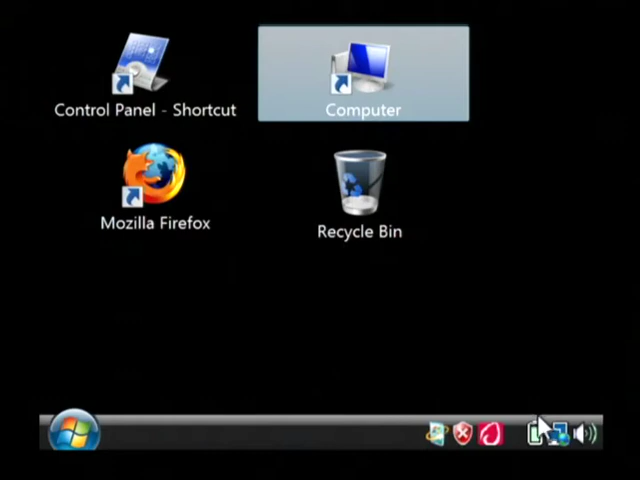 Control Panel - Shortcut
Computer
Mozilla Firefox
Recycle Bin